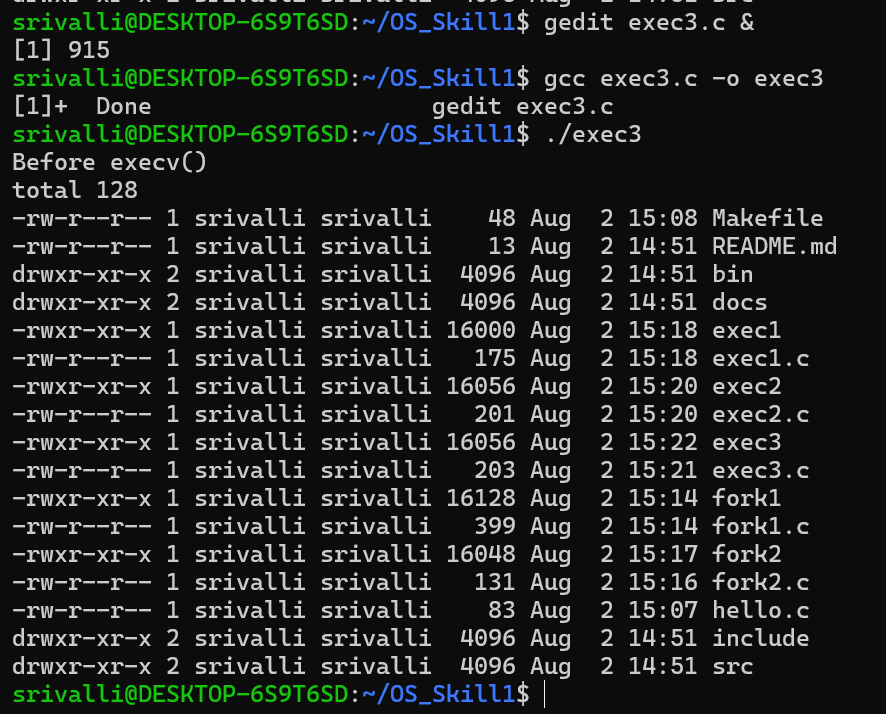 drwxr-xr-x 2 srivalli srivalli  4096 Aug  2 14:51 src
srivalli@DESKTOP-6S9T6SD:~/OS_Skill1$ gedit exec3.c &
[1] 915
srivalli@DESKTOP-6S9T6SD:~/OS_Skill1$ gcc exec3.c -o exec3
[1]+  Done                    gedit exec3.c
srivalli@DESKTOP-6S9T6SD:~/OS_Skill1$ ./exec3
Before execv()
total 128
-rw-r--r-- 1 srivalli srivalli    48 Aug  2 15:08 Makefile
-rw-r--r-- 1 srivalli srivalli    13 Aug  2 14:51 README.md
drwxr-xr-x 2 srivalli srivalli  4096 Aug  2 14:51 bin
drwxr-xr-x 2 srivalli srivalli  4096 Aug  2 14:51 docs
-rwxr-xr-x 1 srivalli srivalli 16000 Aug  2 15:18 exec1
-rw-r--r-- 1 srivalli srivalli   175 Aug  2 15:18 exec1.c
-rwxr-xr-x 1 srivalli srivalli 16056 Aug  2 15:20 exec2
-rw-r--r-- 1 srivalli srivalli   201 Aug  2 15:20 exec2.c
-rwxr-xr-x 1 srivalli srivalli 16056 Aug  2 15:22 exec3
-rw-r--r-- 1 srivalli srivalli   203 Aug  2 15:21 exec3.c
-rwxr-xr-x 1 srivalli srivalli 16128 Aug  2 15:14 fork1
-rw-r--r-- 1 srivalli srivalli   399 Aug  2 15:14 fork1.c
-rwxr-xr-x 1 srivalli srivalli 16048 Aug  2 15:17 fork2
-rw-r--r-- 1 srivalli srivalli   131 Aug  2 15:16 fork2.c
-rw-r--r-- 1 srivalli srivalli    83 Aug  2 15:07 hello.c
drwxr-xr-x 2 srivalli srivalli  4096 Aug  2 14:51 include
drwxr-xr-x 2 srivalli srivalli  4096 Aug  2 14:51 src
srivalli@DESKTOP-6S9T6SD:~/OS_Skill1$